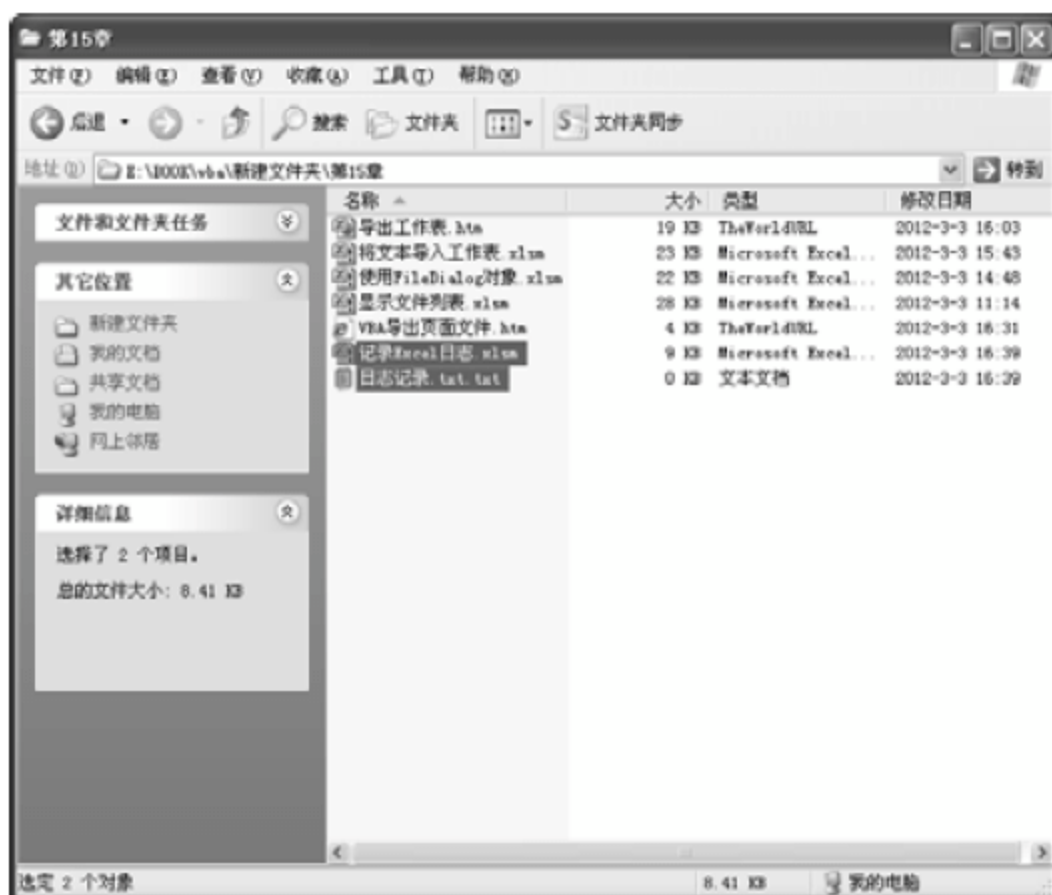 第15章
文件(F) 编辑(E) 查看(V) 收藏(A) 工具(T) 帮助(H)
后退 搜索 文件夹 文件夹同步
地址(D) E:\BOOK\vba\新建文件夹\第15章 转到
文件和文件夹任务
其它位置
新建文件夹
我的文档
共享文档
我的电脑
网上邻居
详细信息
选择了 2 个项目。
总的文件大小: 8.41 KB
名称 大小 类型 修改日期
导出工作表.htm 19 KB TheWorldURL 2012-3-3 16:03
将文本导入工作表.xlsm 23 KB Microsoft Excel... 2012-3-3 15:43
使用FileDialog对象.xlsm 22 KB Microsoft Excel... 2012-3-3 14:48
显示文件列表.xlsm 28 KB Microsoft Excel... 2012-3-3 11:14
VBA导出页面文件.htm 4 KB TheWorldURL 2012-3-3 16:31
记录Excel日志.xlsm 9 KB Microsoft Excel... 2012-3-3 16:39
日志记录.txt.txt 0 KB 文本文档 2012-3-3 16:39
选定 2 个对象 8.41 KB 我的电脑